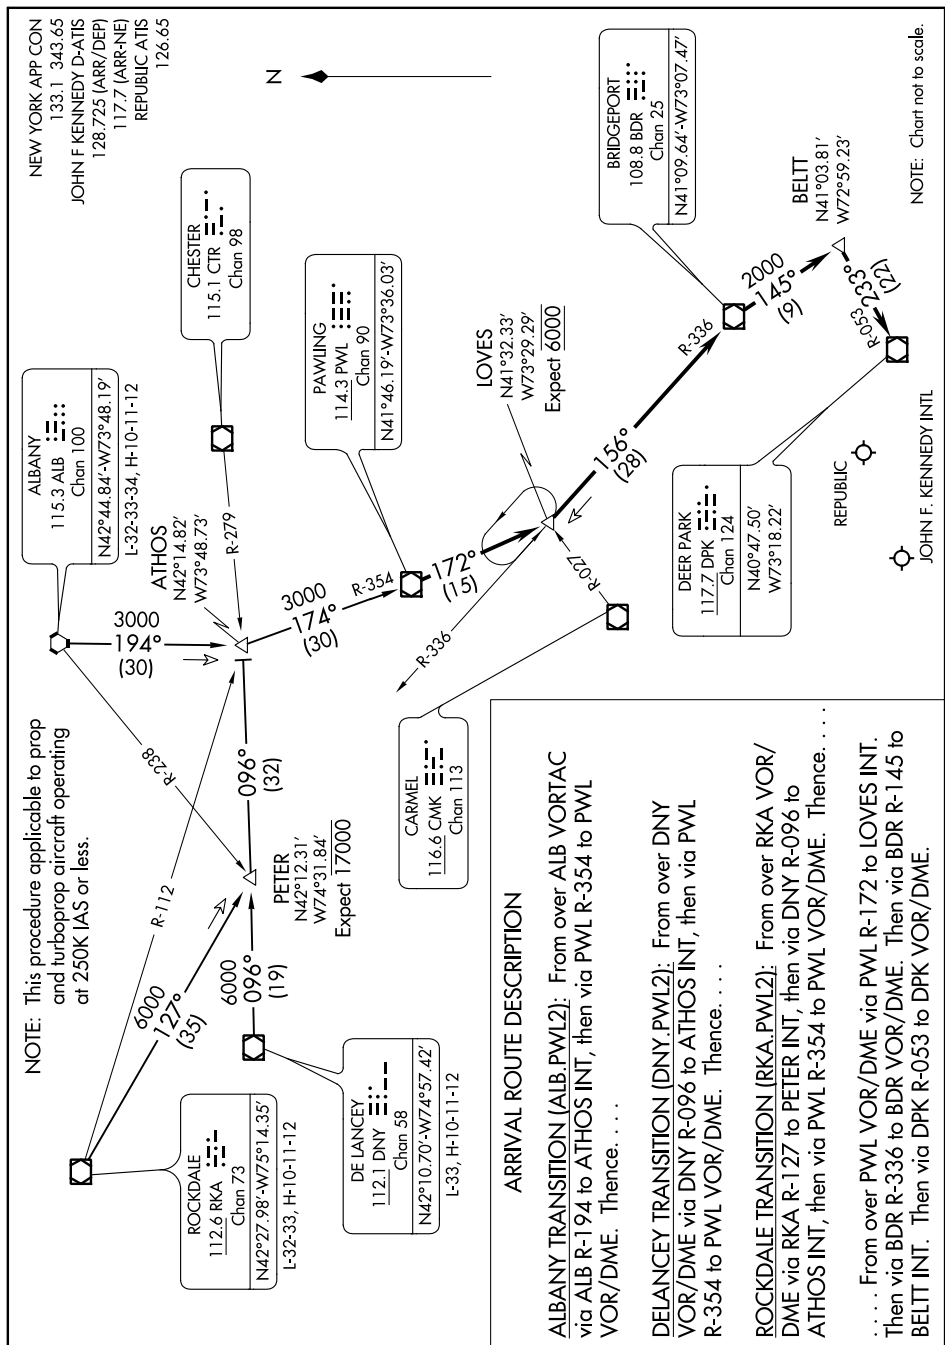 NEW YORK APP CON
133.1 343.65
JOHN F KENNEDY D-ATIS
128.725 (ARR/DEP)
117.7 (ARR-NE)
REPUBLIC ATIS
126.65
NOTE: This procedure applicable to prop
and turboprop aircraft operating
at 250K IAS or less.
N
ALBANY
115.3 ALB
Chan 100
N42°44.84'-W73°48.19'
L-32-33-34, H-10-11-12
CHESTER
115.1 CTR
Chan 98
ROCKDALE
112.6 RKA
Chan 73
N42°27.98'-W75°14.35'
L-32-33, H-10-11-12
DE LANCEY
112.1 DNY
Chan 58
N42°10.70'-W74°57.42'
L-33, H-10-11-12
6000
127°
(35)
R-112
R-238
6000
096°
(19)
PETER
N42°12.31'
W74°31.84'
Expect 17000
096°
(32)
3000
194°
(30)
ATHOS
N42°14.82'
W73°48.73'
R-279
3000
174°
(30)
R-354
PAWLING
114.3 PWL
Chan 90
N41°46.19'-W73°36.03'
172°
(15)
R-336
R-027
CARMEL
116.6 CMK
Chan 113
LOVES
N41°32.33'
W73°29.29'
Expect 6000
156°
(28)
R-336
BRIDGEPORT
108.8 BDR
Chan 25
N41°09.64'-W73°07.47'
2000
145°
(9)
BELTT
N41°03.81'
W72°59.23'
R-053
233°
(22)
DEER PARK
117.7 DPK
Chan 124
N40°47.50'
W73°18.22'
REPUBLIC
JOHN F. KENNEDY INTL
NOTE: Chart not to scale.
ARRIVAL ROUTE DESCRIPTION
ALBANY TRANSITION (ALB.PWL2): From over ALB VORTAC
via ALB R-194 to ATHOS INT, then via PWL R-354 to PWL
VOR/DME. Thence. . . .
DELANCEY TRANSITION (DNY.PWL2): From over DNY
VOR/DME via DNY R-096 to ATHOS INT, then via PWL
R-354 to PWL VOR/DME. Thence. . . .
ROCKDALE TRANSITION (RKA.PWL2): From over RKA VOR/
DME via RKA R-127 to PETER INT, then via DNY R-096 to
ATHOS INT, then via PWL R-354 to PWL VOR/DME. Thence. . . .
. . . . From over PWL VOR/DME via PWL R-172 to LOVES INT.
Then via BDR R-336 to BDR VOR/DME. Then via BDR R-145 to
BELTT INT. Then via DPK R-053 to DPK VOR/DME.